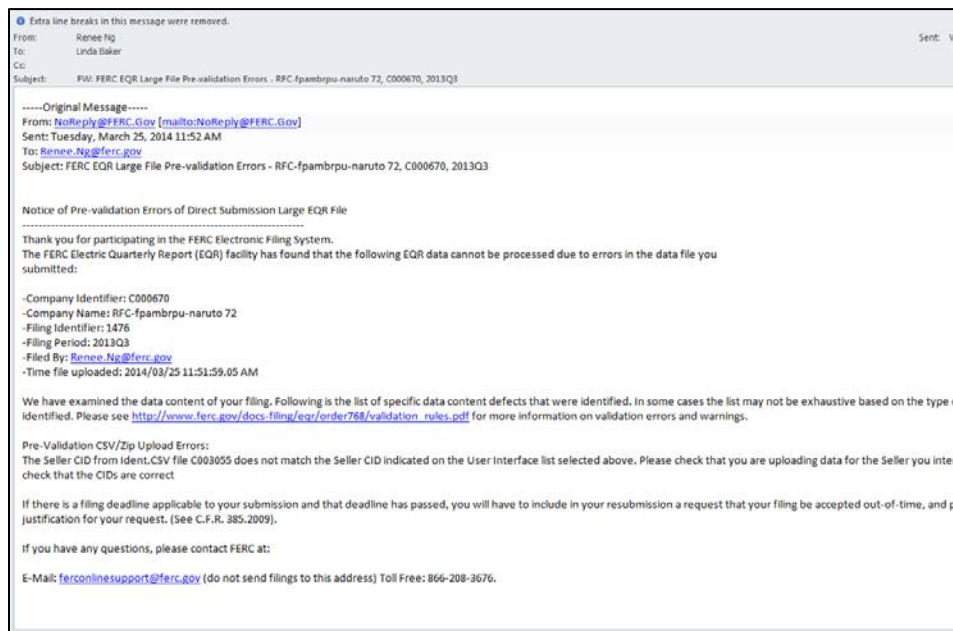 Extra line breaks in this message were removed.
From: Renee Ng Sent:
To: Linda Baker
Cc:
Subject: FW: FERC EQR Large File Pre-validation Errors - RFC-fpambrpu-naruto 72, C000670, 2013Q3
-----Original Message-----
From: NoReply@FERC.Gov [mailto:NoReply@FERC.Gov]
Sent: Tuesday, March 25, 2014 11:52 AM
To: Renee.Ng@ferc.gov
Subject: FERC EQR Large File Pre-validation Errors - RFC-fpambrpu-naruto 72, C000670, 2013Q3
Notice of Pre-validation Errors of Direct Submission Large EQR File
----------------------------------------------------------------------
Thank you for participating in the FERC Electronic Filing System.
The FERC Electric Quarterly Report (EQR) facility has found that the following EQR data cannot be processed due to errors in the data file you
submitted:
-Company Identifier: C000670
-Company Name: RFC-fpambrpu-naruto 72
-Filing Identifier: 1476
-Filing Period: 2013Q3
-Filed By: Renee.Ng@ferc.gov
-Time file uploaded: 2014/03/25 11:51:59.05 AM
We have examined the data content of your filing. Following is the list of specific data content defects that were identified. In some cases the list may not be exhaustive based on the type
identified. Please see http://www.ferc.gov/docs-filing/eqr/order768/validation_rules.pdf for more information on validation errors and warnings.
Pre-Validation CSV/Zip Upload Errors:
The Seller CID from Ident.CSV file C003055 does not match the Seller CID indicated on the User Interface list selected above. Please check that you are uploading data for the Seller you
check that the CIDs are correct
If there is a filing deadline applicable to your submission and that deadline has passed, you will have to include in your resubmission a request that your filing be accepted out-of-time, and
justification for your request. (See C.F.R. 385.2009).
If you have any questions, please contact FERC at:
E-Mail: ferconlinesupport@ferc.gov (do not send filings to this address) Toll Free: 866-208-3676.